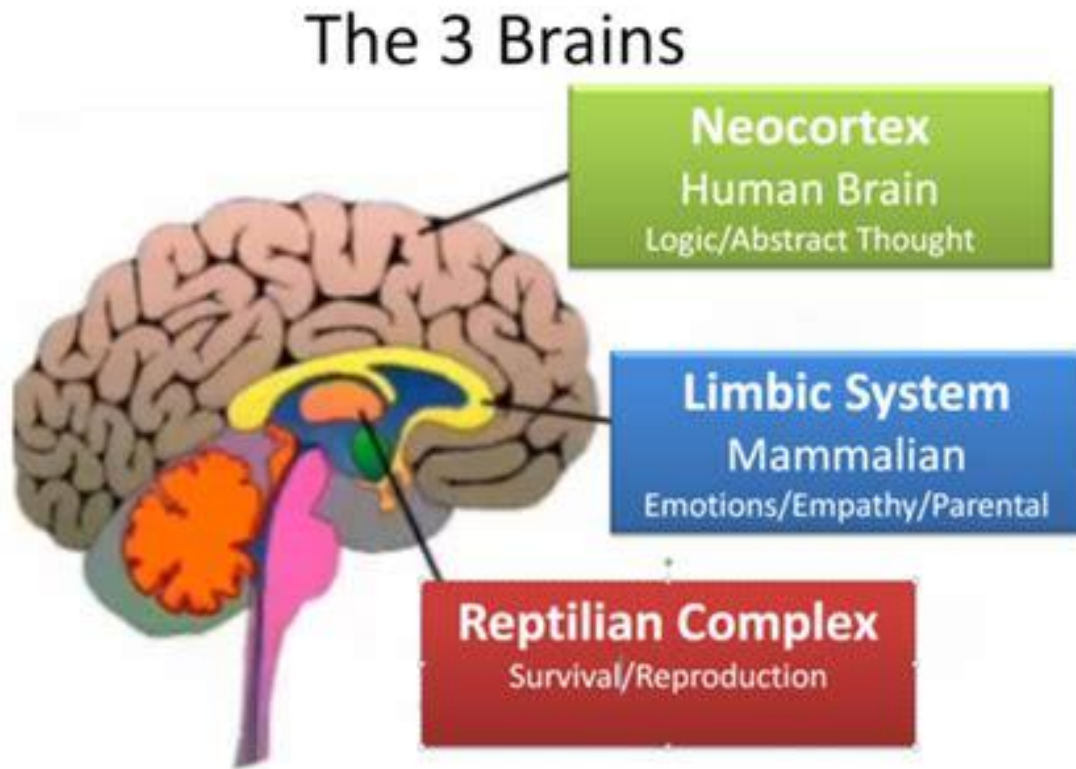 The 3 Brains
Neocortex
Human Brain
Logic/Abstract Thought
Limbic System
Mammalian
Emotions/Empathy/Parental
Reptilian Complex
Survival/Reproduction